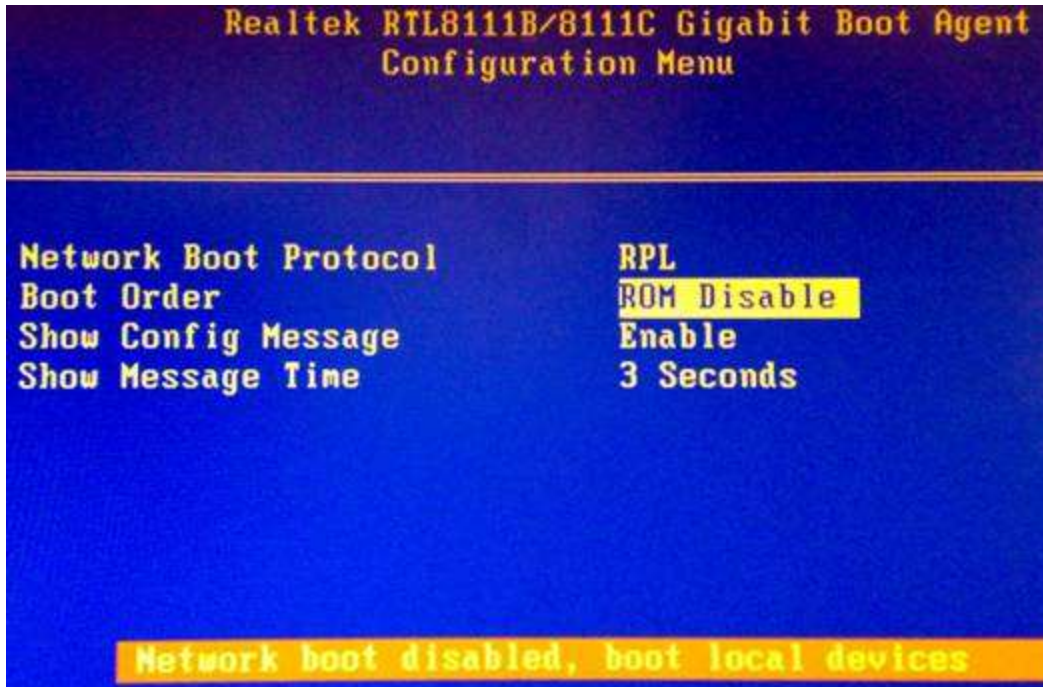 Realtek RTL8111B/8111C Gigabit Boot Agent
Configuration Menu
Network Boot Protocol RPL
Boot Order ROM Disable
Show Config Message Enable
Show Message Time 3 Seconds
Network boot disabled, boot local devices